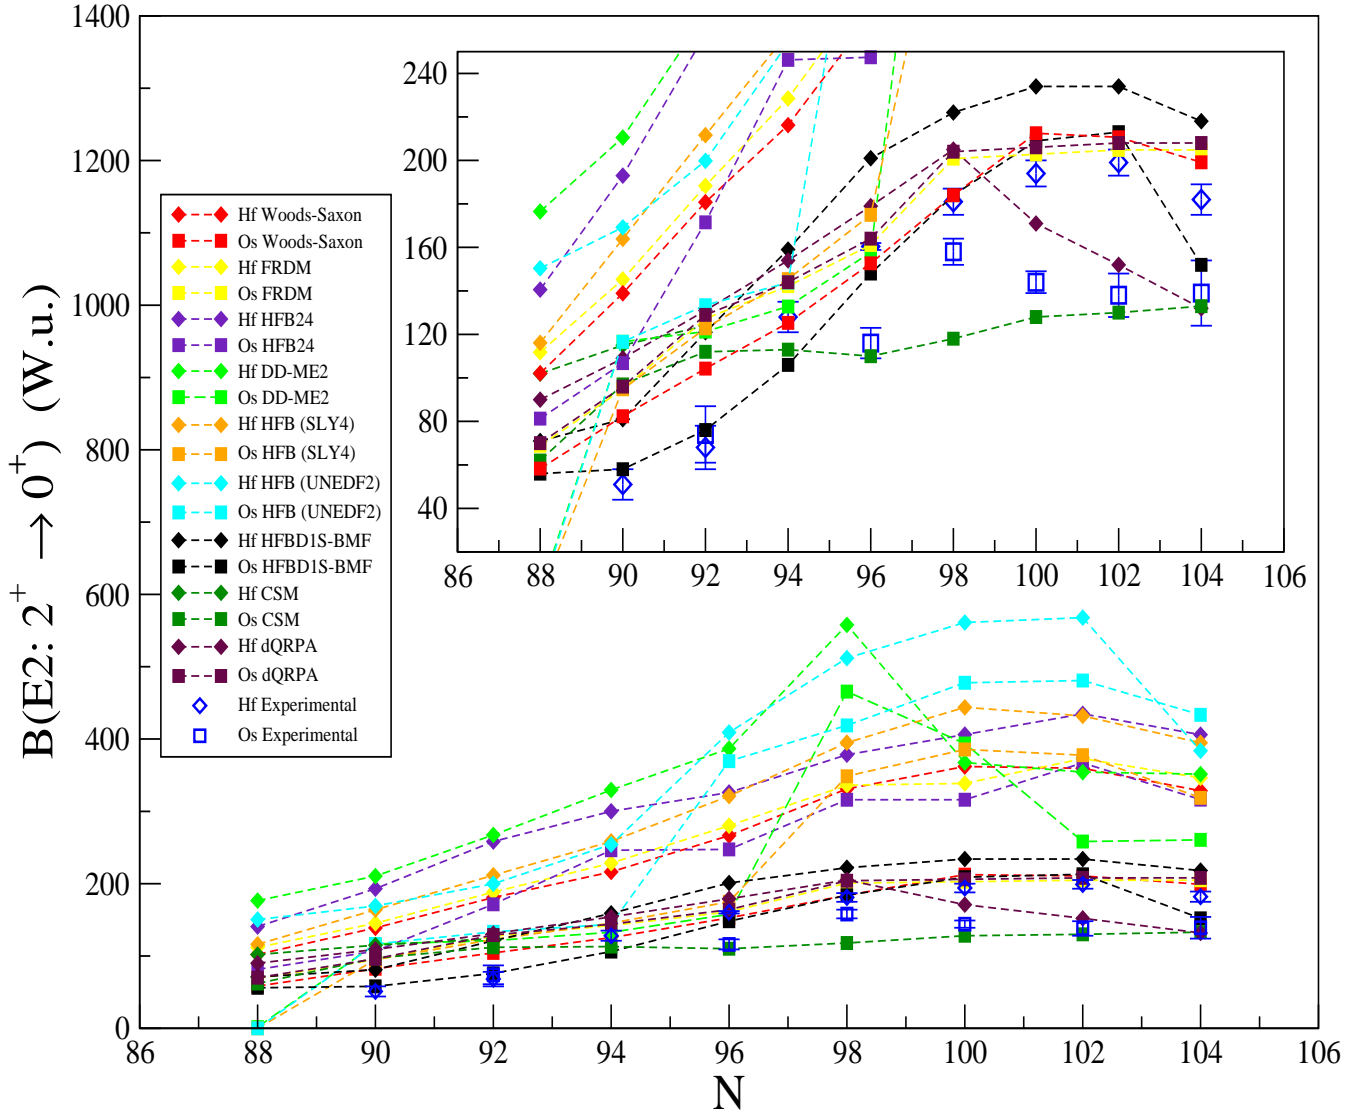 B(E2: 2⁺ → 0⁺) (W.u.)
1400
1200
1000
800
600
400
200
0
86 88 90 92 94 96 98 100 102 104 106
N
240
200
160
120
80
40
86 88 90 92 94 96 98 100 102 104 106
Hf Woods-Saxon
Os Woods-Saxon
Hf FRDM
Os FRDM
Hf HFB24
Os HFB24
Hf DD-ME2
Os DD-ME2
Hf HFB (SLY4)
Os HFB (SLY4)
Hf HFB (UNEDF2)
Os HFB (UNEDF2)
Hf HFBD1S-BMF
Os HFBD1S-BMF
Hf CSM
Os CSM
Hf dQRPA
Os dQRPA
Hf Experimental
Os Experimental